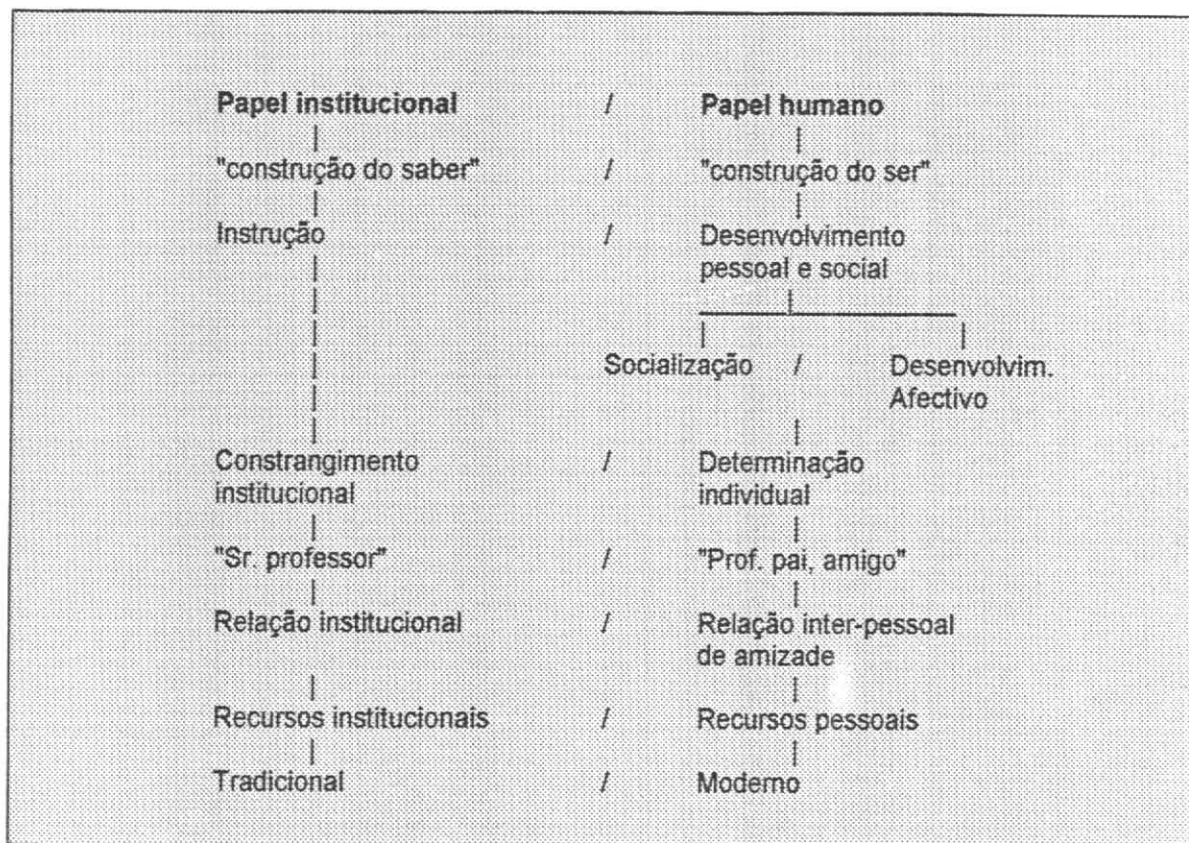 Papel institucional / Papel humano
"construção do saber" / "construção do ser"
Instrução / Desenvolvimento
pessoal e social
Socialização / Desenvolvim.
Afectivo
Constrangimento / Determinação
institucional individual
"Sr. professor" / "Prof. pai, amigo"
Relação institucional / Relação inter-pessoal
de amizade
Recursos institucionais / Recursos pessoais
Tradicional / Moderno